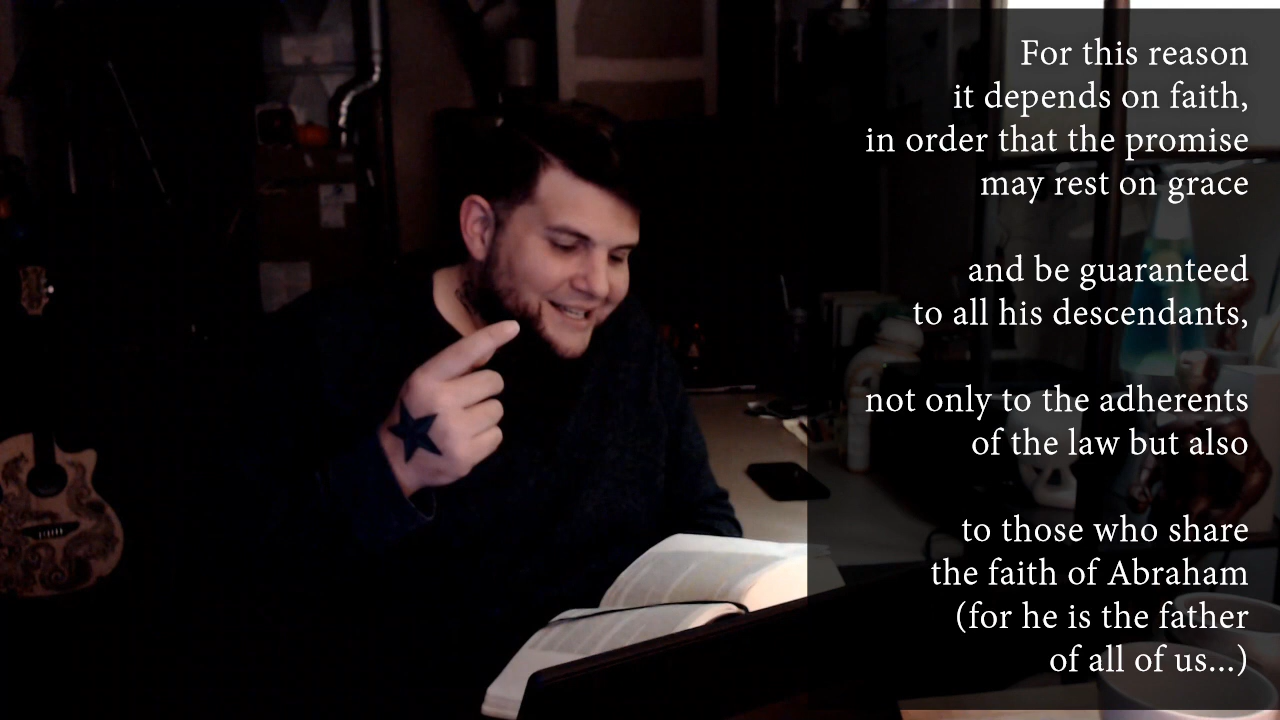 For this reason
it depends on faith,
in order that the promise
may rest on grace
and be guaranteed
to all his descendants,
not only to the adherents
of the law but also
to those who share
the faith of Abraham
(for he is the father
of all of us...)